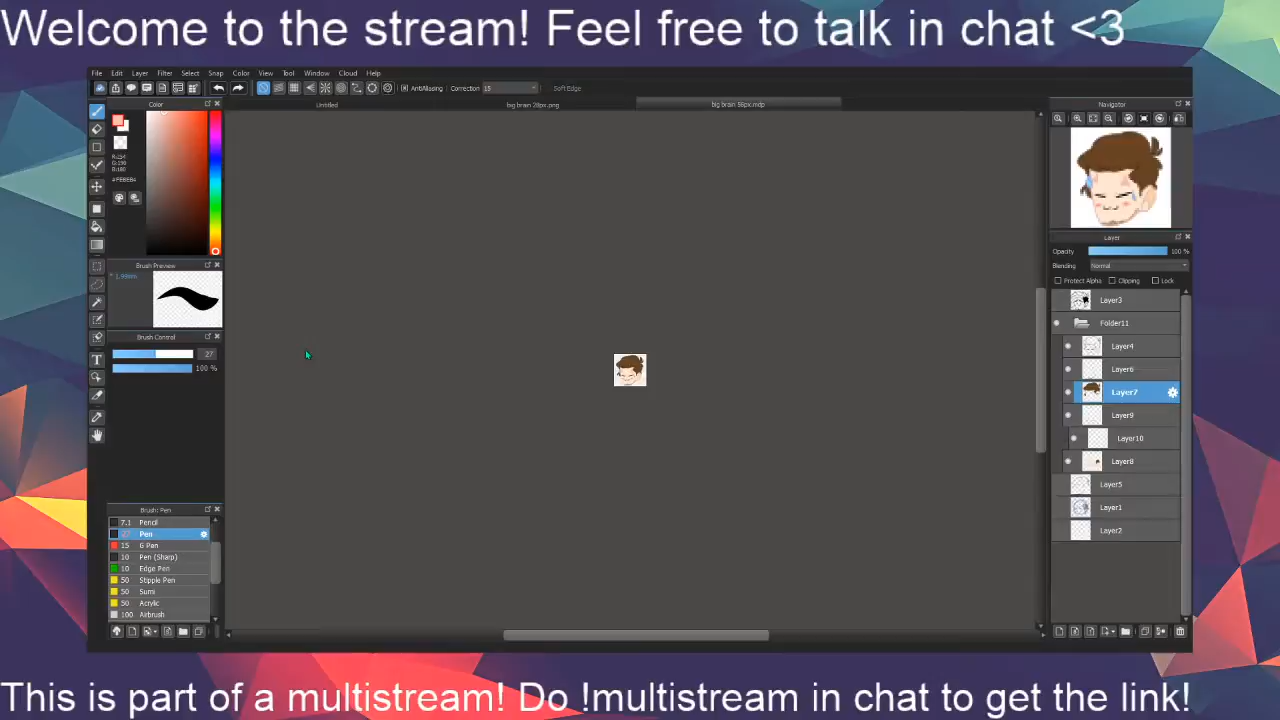 Welcome to the stream! Feel free to talk in chat <3
File Edit Layer Filter Select Snap Color View Tool Window Cloud Help
AntiAliasing Correction 15 Soft Edge
Color
Untitled
big brain 28px.png
big brain 56px.mdp
Navigator
R:254
G:190
B:180
#FEBEB4
Brush Preview
Brush Control
27
100 %
Layer
Opacity 100 %
Blending Normal
Protect Alpha Clipping Lock
Layer3
Folder11
Layer4
Layer6
Layer7
Layer9
Layer10
Layer8
Layer5
Layer1
Layer2
Brush: Pen
7.1 Pencil
27 Pen
15 G Pen
10 Pen (Sharp)
10 Edge Pen
50 Stipple Pen
50 Sumi
50 Acrylic
100 Airbrush
This is part of a multistream! Do !multistream in chat to get the link!